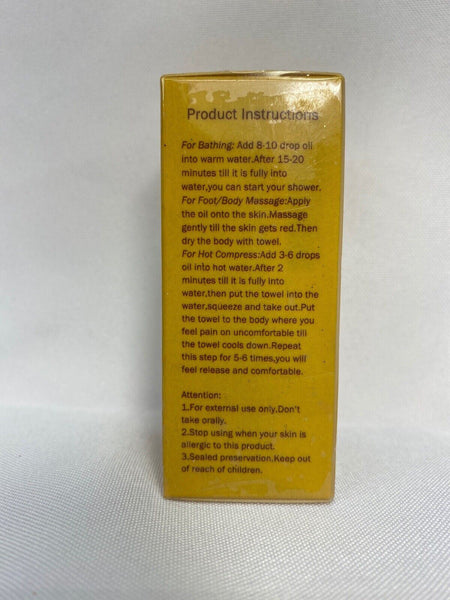 Product Instructions
For Bathing: Add 8-10 drop oil
into warm water.After 15-20
minutes till it is fully into
water,you can start your shower.
For Foot/Body Massage:Apply
the oil onto the skin.Massage
gently till the skin gets red.Then
dry the body with towel.
For Hot Compress:Add 3-6 drops
oil into hot water.After 2
minutes till it is fully into
water,then put the towel into the
water,squeeze and take out.Put
the towel to the body where you
feel pain on uncomfortable till
the towel cools down.Repeat
this step for 5-6 times,you will
feel release and comfortable.
Attention:
1.For external use only.Don't
take orally.
2.Stop using when your skin is
allergic to this product.
3.Sealed preservation.Keep out
of reach of children.